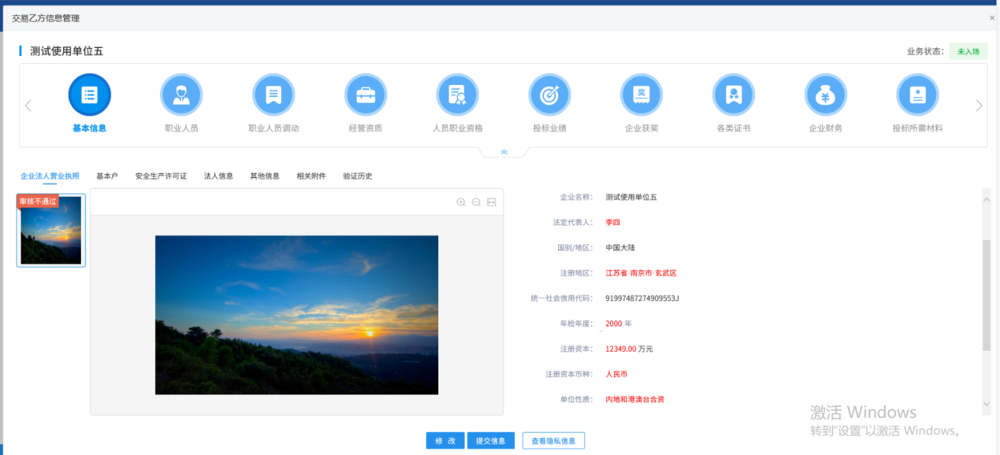 交易乙方信息管理
×
测试使用单位五
业务状态： 未入场
基本信息 职业人员 职业人员调动 经营资质 人员职业资格 投标业绩 企业获奖 各类证书 企业财务 投标所需材料
企业法人营业执照 基本户 安全生产许可证 法人信息 其他信息 相关附件 验证历史
审核不通过
企业名称： 测试使用单位五
法定代表人： 李四
国别/地区： 中国大陆
注册地区： 江苏省·南京市·玄武区
统一社会信用代码： 91997487274909553J
年检年度： 2000 年
注册资本： 12349.00 万元
注册资本币种： 人民币
单位性质： 内地和港澳台合资
激活 Windows
转到"设置"以激活 Windows。
修 改 提交信息 查看隐私信息